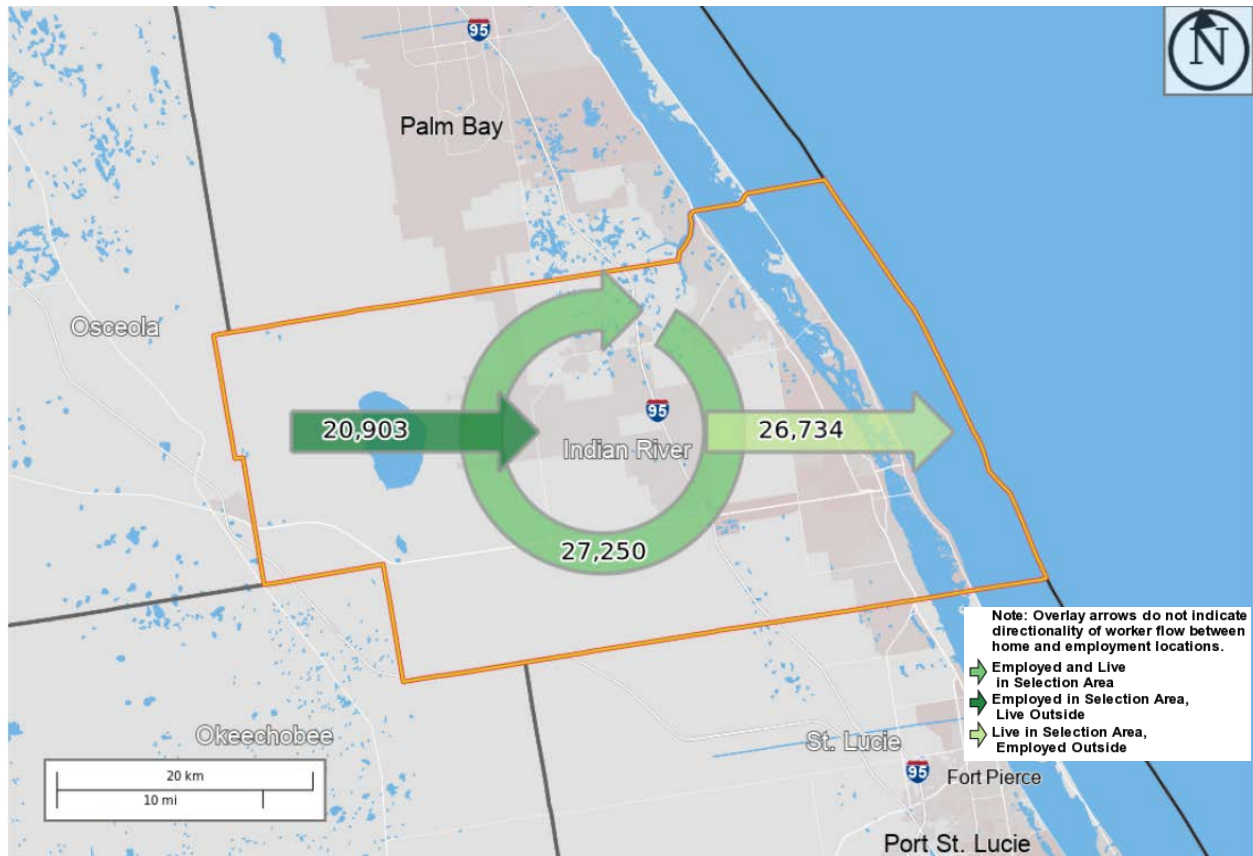 95
N
Palm Bay
Osceola
20,903
95
26,734
Indian River
27,250
Note: Overlay arrows do not indicate
directionality of worker flow between
home and employment locations.
Employed and Live
in Selection Area
Employed in Selection Area,
Live Outside
Live in Selection Area,
Employed Outside
Okeechobee
St. Lucie
20 km
10 mi
95
Fort Pierce
Port St. Lucie